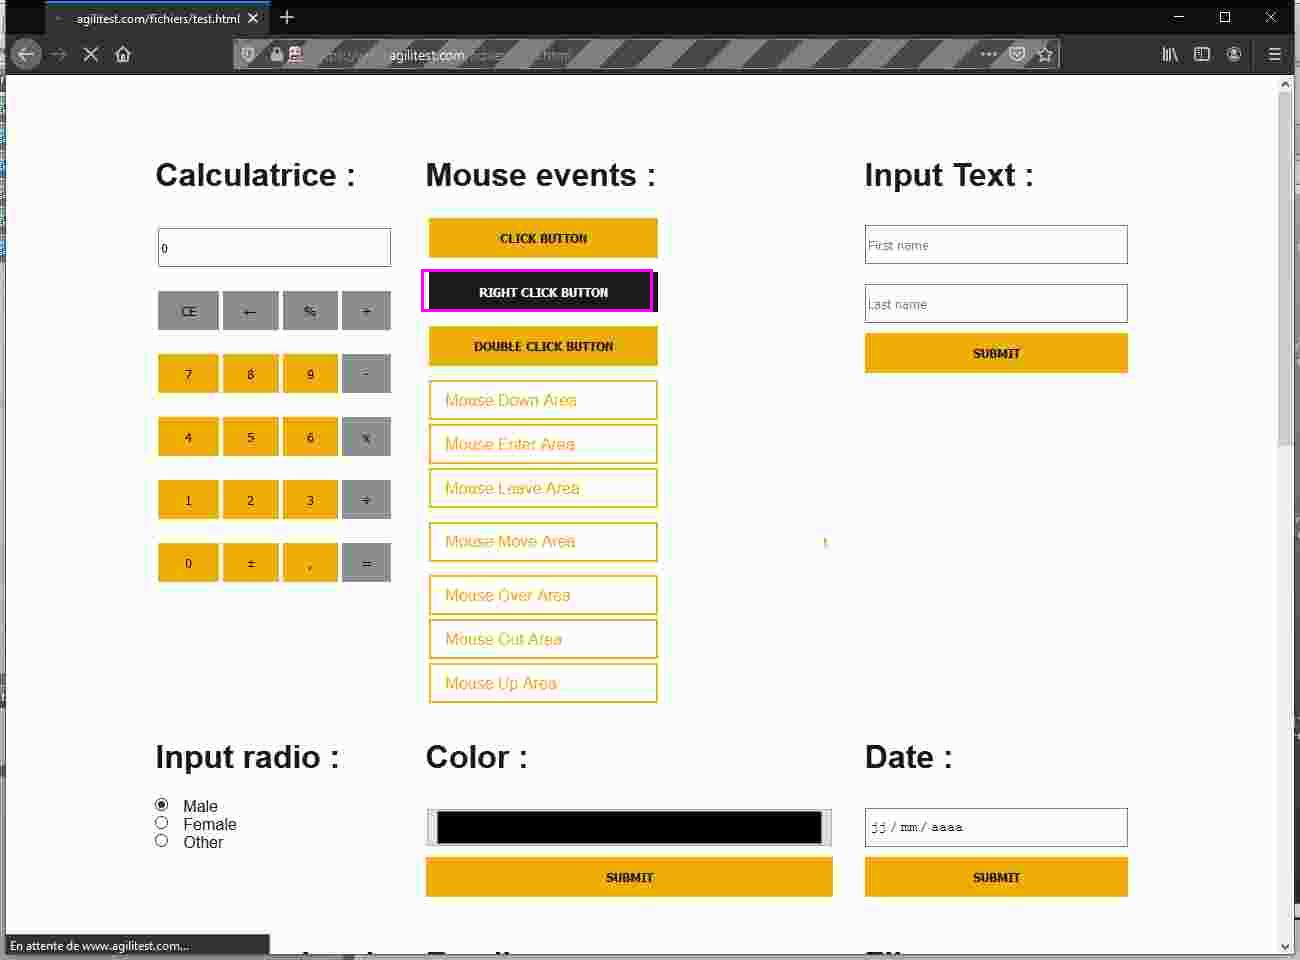 agilitest.com/fichiers/test.html
agilitest.com
Calculatrice :
0
CE ← % +
7 8 9 -
4 5 6 x
1 2 3 ÷
0 ± , =
Mouse events :
CLICK BUTTON
RIGHT CLICK BUTTON
DOUBLE CLICK BUTTON
Mouse Down Area
Mouse Enter Area
Mouse Leave Area
Mouse Move Area
Mouse Over Area
Mouse Out Area
Mouse Up Area
Input Text :
First name
Last name
SUBMIT
Input radio :
Male
Female
Other
Color :
SUBMIT
Date :
jj / mm / aaaa
SUBMIT
En attente de www.agilitest.com...